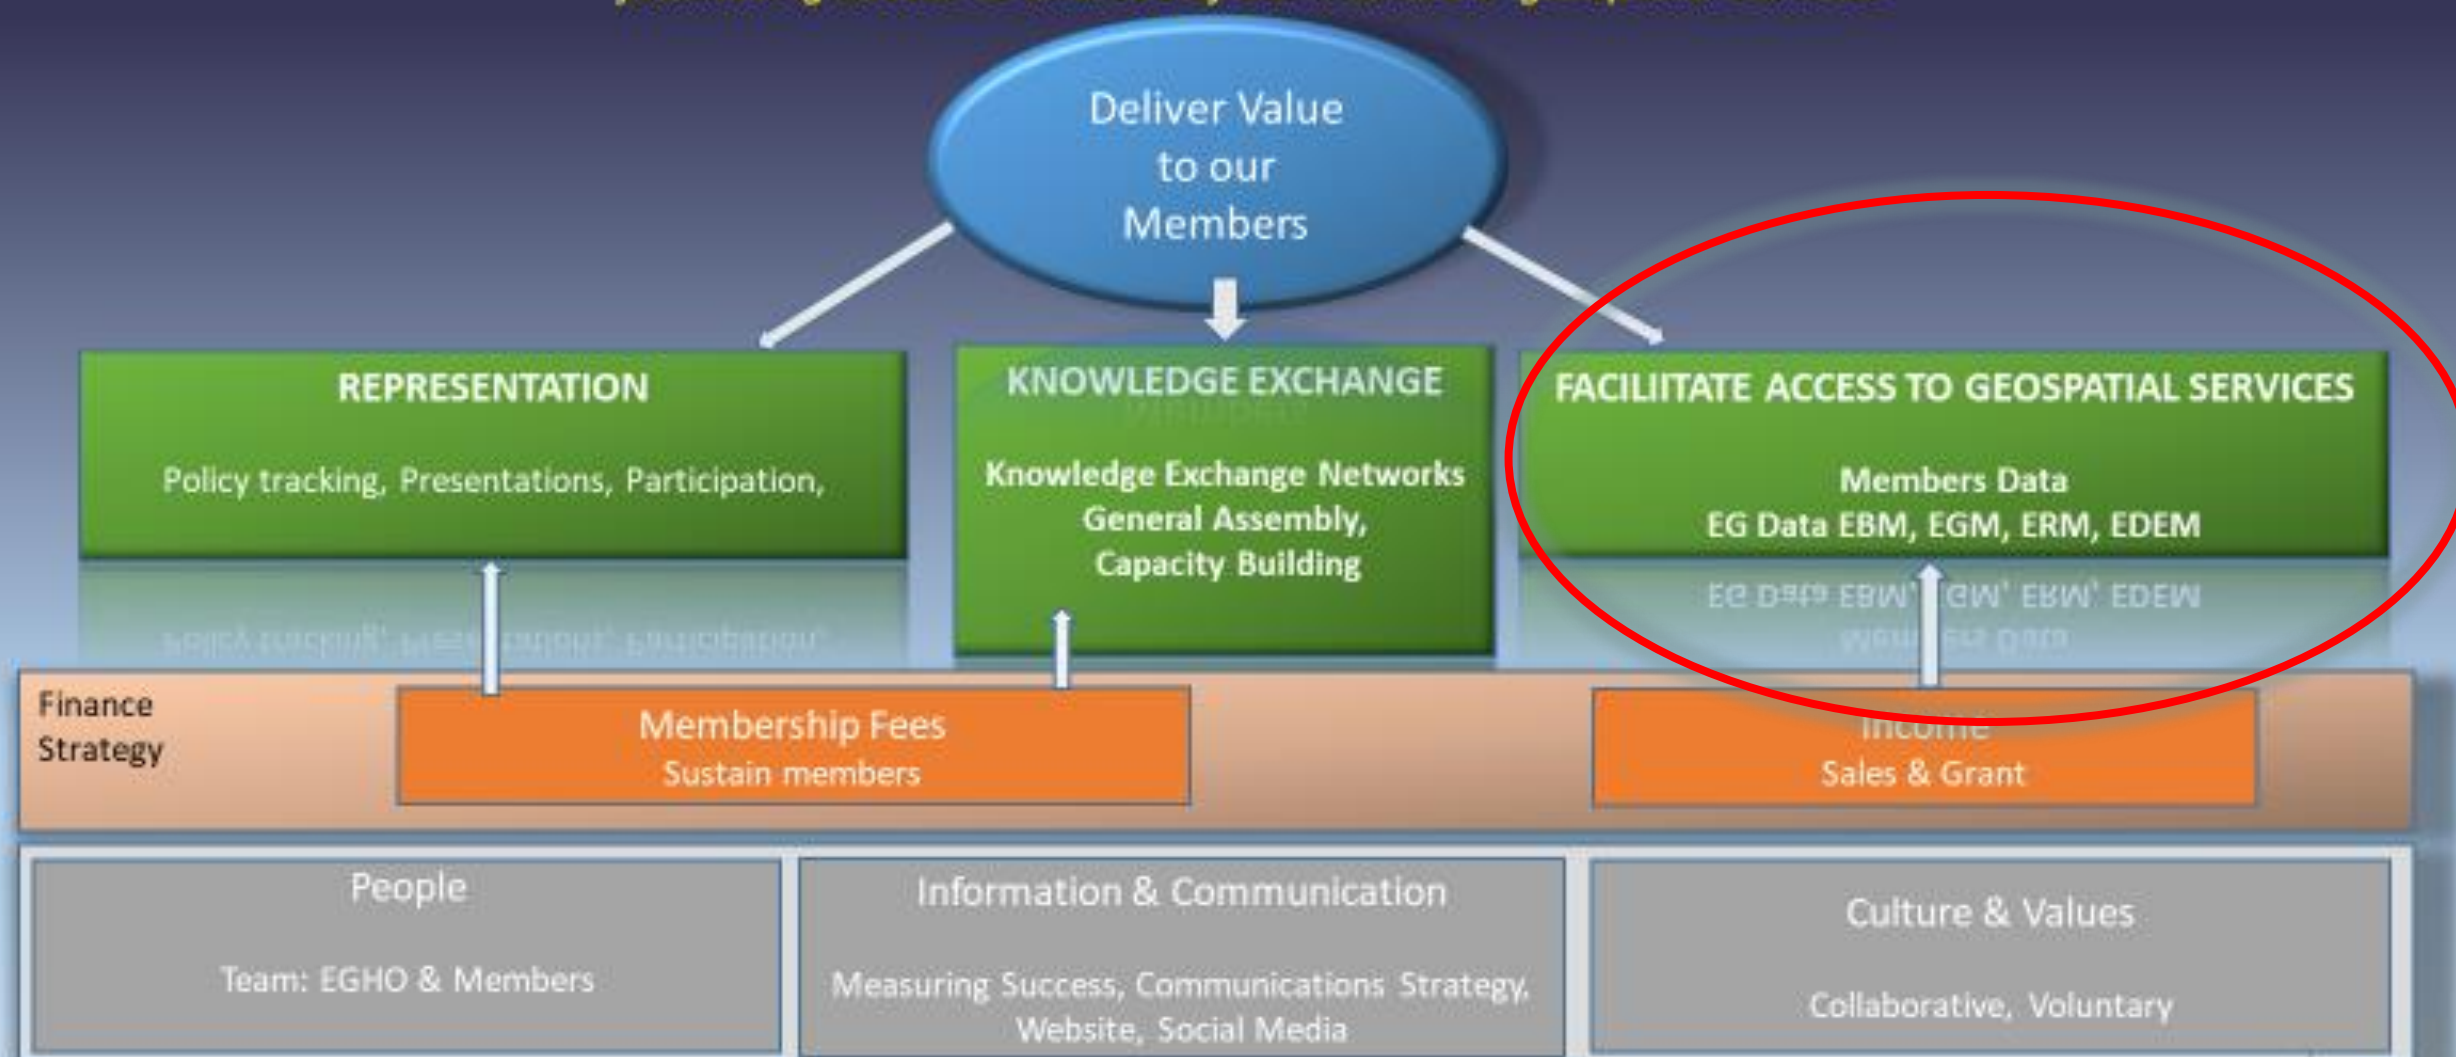 Deliver Value
to our
Members
REPRESENTATION
Policy tracking, Presentations, Participation,
KNOWLEDGE EXCHANGE
Knowledge Exchange Networks
General Assembly,
Capacity Building
FACILIITATE ACCESS TO GEOSPATIAL SERVICES
Members Data
EG Data EBM, EGM, ERM, EDEM
Finance
Strategy
Membership Fees
Sustain members
Income
Sales & Grant
People
Team: EGHO & Members
Information & Communication
Measuring Success, Communications Strategy,
Website, Social Media
Culture & Values
Collaborative, Voluntary